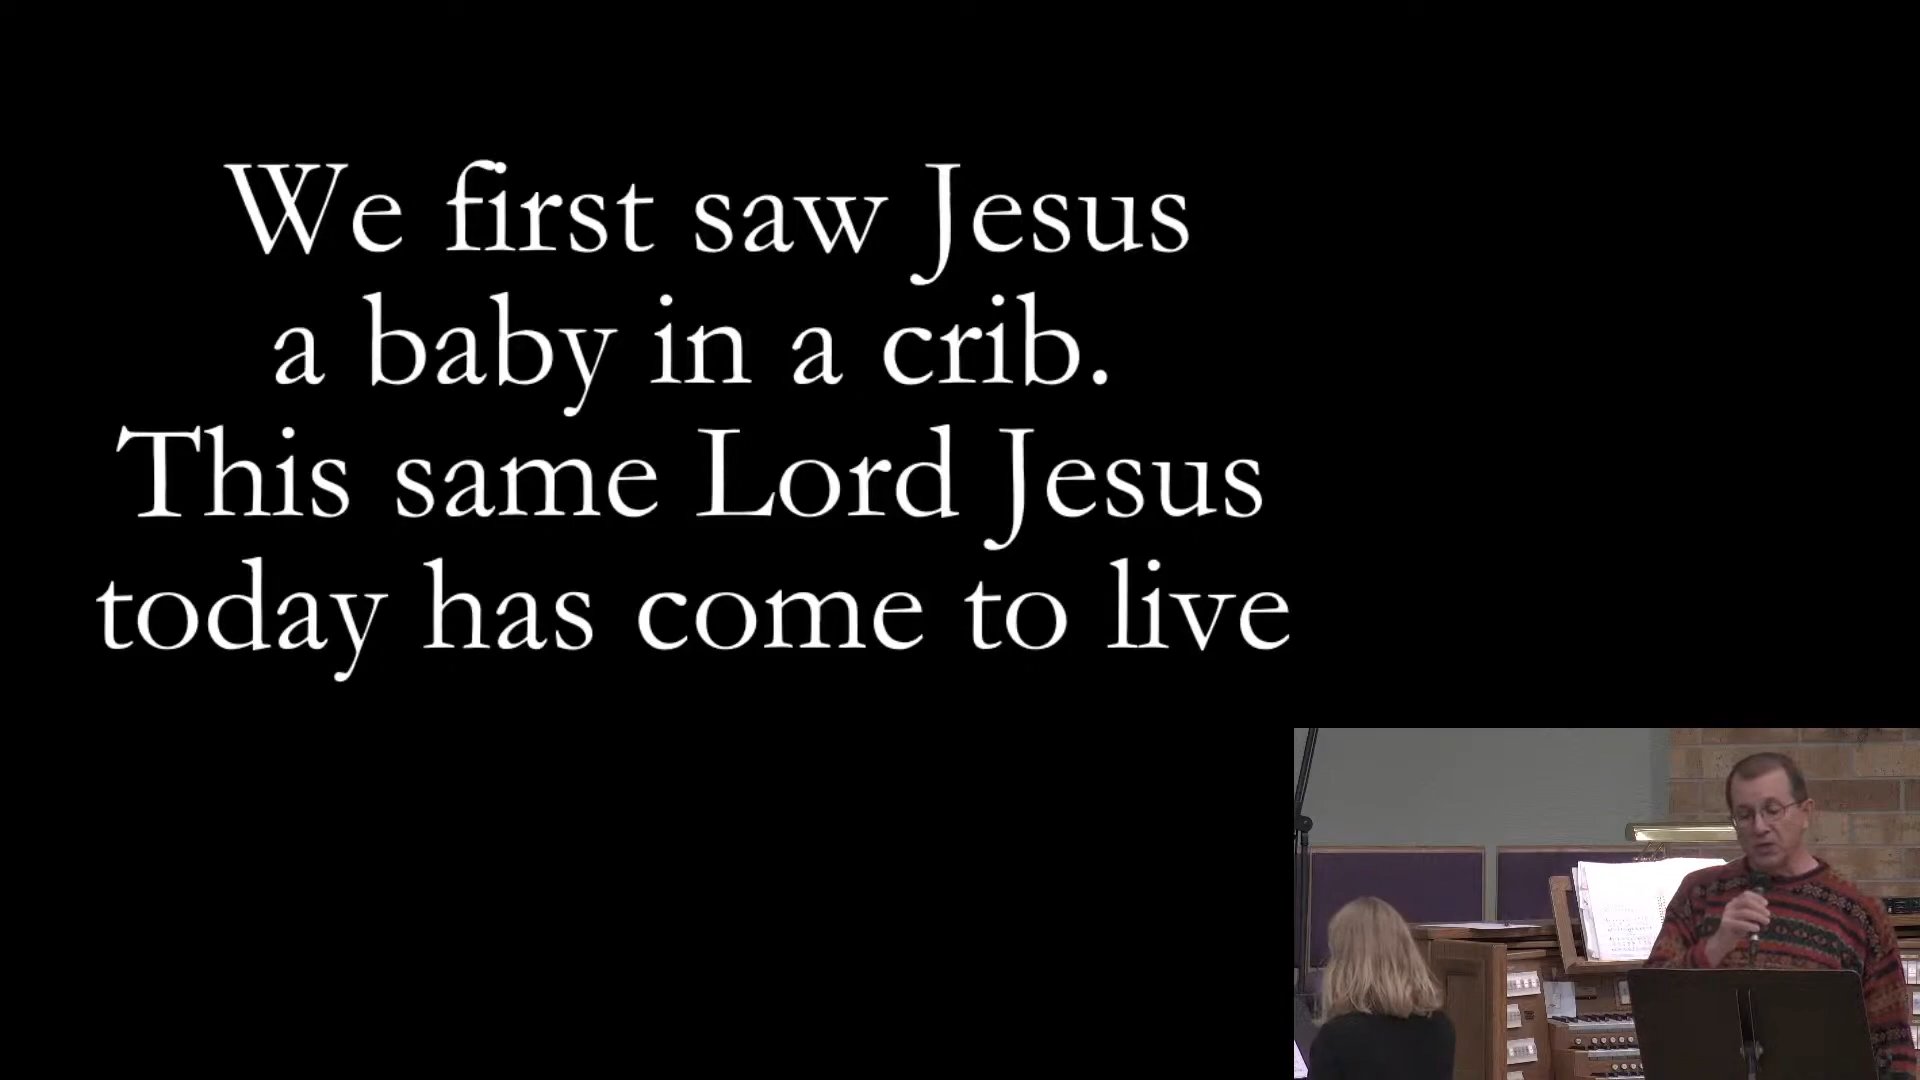 We first saw Jesus
a baby in a crib.
This same Lord Jesus
today has come to live